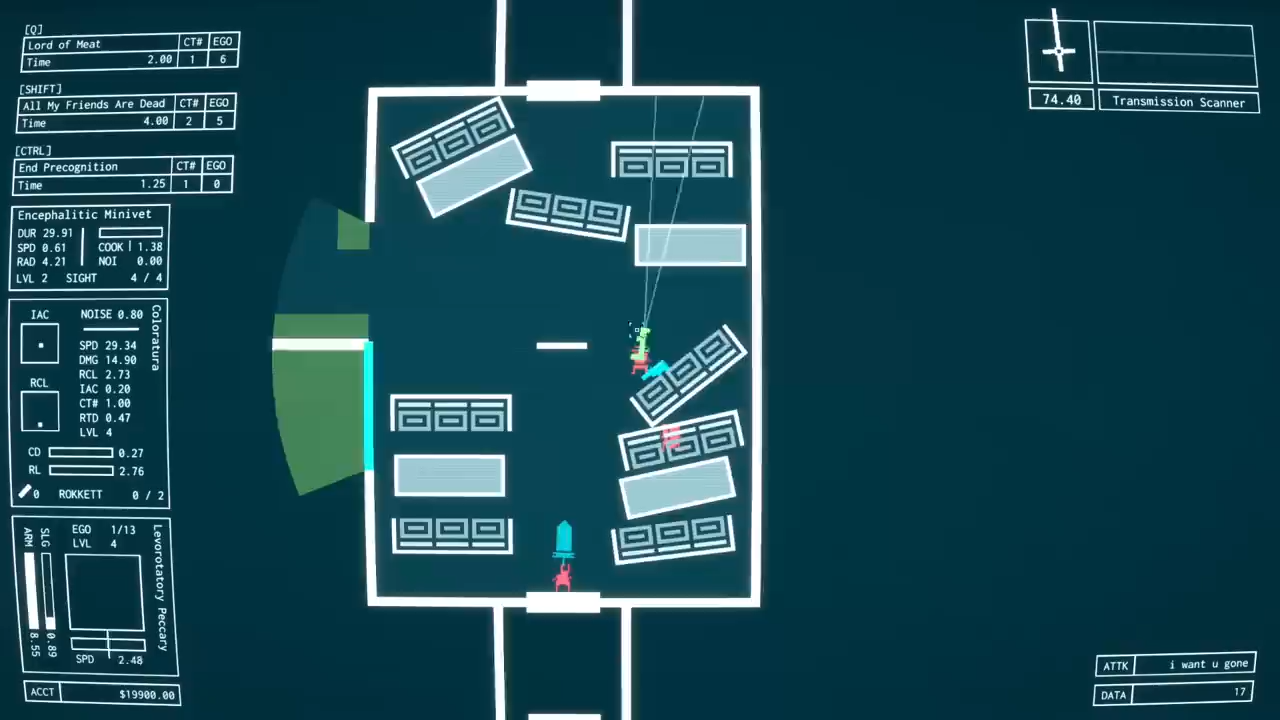 [Q]
Lord of Meat CT# EGO
Time 2.00 1 6
[SHIFT]
All My Friends Are Dead CT# EGO
Time 4.00 2 5
[CTRL]
End Precognition CT# EGO
Time 1.25 1 0
Encephalitic Minivet
DUR 29.91
SPD 0.61 COOK 1.38
RAD 4.21 NOI 0.00
LVL 2 SIGHT 4 / 4
Coloratura
IAC NOISE 0.80
SPD 29.34
DMG 14.90
RCL RCL 2.73
IAC 0.20
CT# 1.00
RTD 0.47
LVL 4
CD 0.27
RL 2.76
0 ROKKETT 0 / 2
Levorotatory Peccary
ARM SLG EGO 1/13
LVL 4
8.55 0.89
SPD 2.48
ACCT $19900.00
74.40 Transmission Scanner
ATTK i want u gone
DATA 17